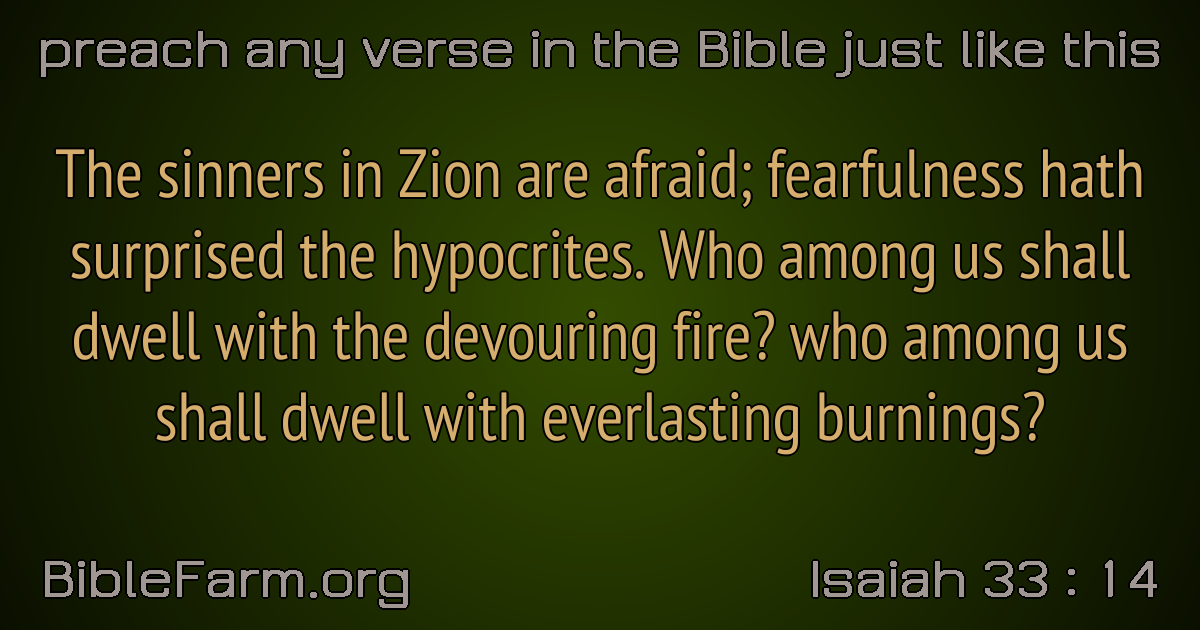 preach any verse in the Bible just like this
The sinners in Zion are afraid; fearfulness hath
surprised the hypocrites. Who among us shall
dwell with the devouring fire? who among us
shall dwell with everlasting burnings?
BibleFarm.org
Isaiah 33 : 14